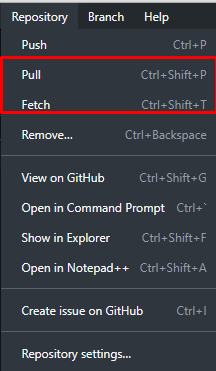 Repository Branch Help
Push Ctrl+P
Pull Ctrl+Shift+P
Fetch Ctrl+Shift+T
Remove... Ctrl+Backspace
View on GitHub Ctrl+Shift+G
Open in Command Prompt Ctrl+`
Show in Explorer Ctrl+Shift+F
Open in Notepad++ Ctrl+Shift+A
Create issue on GitHub Ctrl+I
Repository settings...